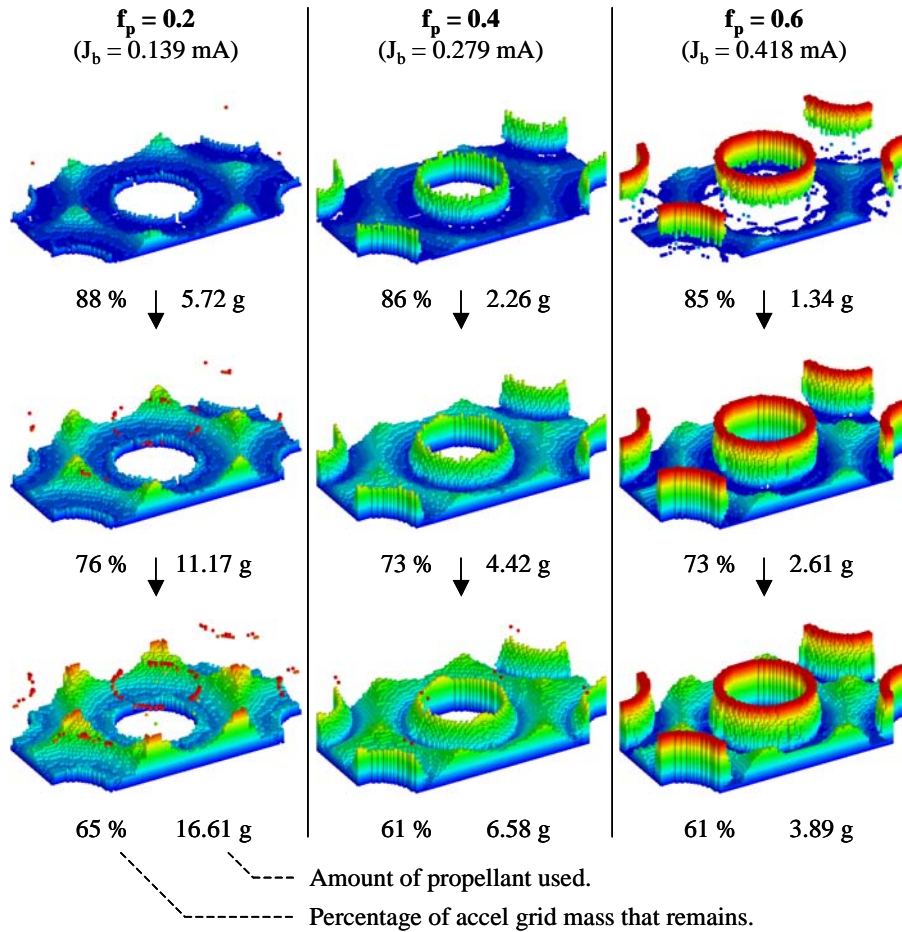 f_p = 0.2
(J_b = 0.139 mA)
f_p = 0.4
(J_b = 0.279 mA)
f_p = 0.6
(J_b = 0.418 mA)
88 % 5.72 g
86 % 2.26 g
85 % 1.34 g
76 % 11.17 g
73 % 4.42 g
73 % 2.61 g
65 % 16.61 g
61 % 6.58 g
61 % 3.89 g
Amount of propellant used.
Percentage of accel grid mass that remains.